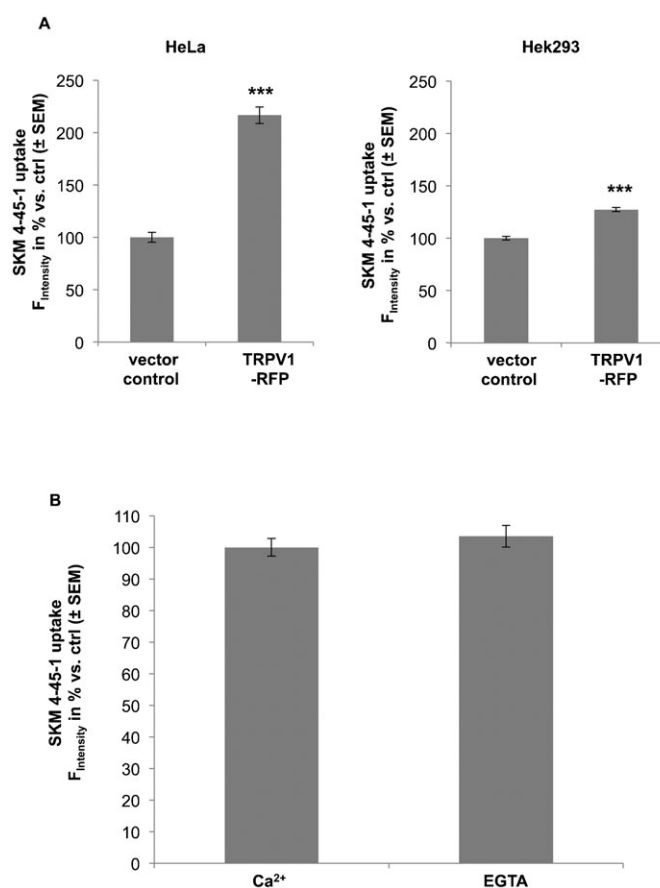 A
HeLa
Hek293
SKM 4-45-1 uptake
F_Intensity in % vs. ctrl (± SEM)
250
200
150
100
50
0
***
vector
control
TRPV1
-RFP
SKM 4-45-1 uptake
F_Intensity in % vs. ctrl (± SEM)
250
200
150
100
50
0
***
vector
control
TRPV1
-RFP
B
SKM 4-45-1 uptake
F_Intensity in % vs. ctrl (± SEM)
110
100
90
80
70
60
50
40
30
20
10
0
Ca²⁺
EGTA